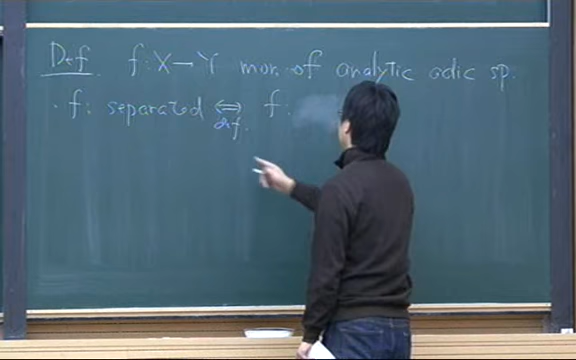 Def f: X → Y mor. of analytic adic sp.
· f: separated ⇔ f:
def.